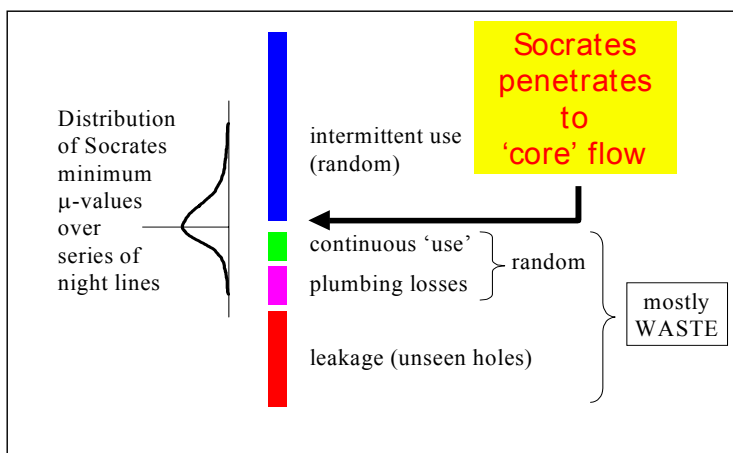 Distribution
of Socrates
minimum
µ-values
over
series of
night lines
intermittent use
(random)
Socrates
penetrates
to
‘core’ flow
continuous ‘use’
plumbing losses
random
leakage (unseen holes)
mostly
WASTE